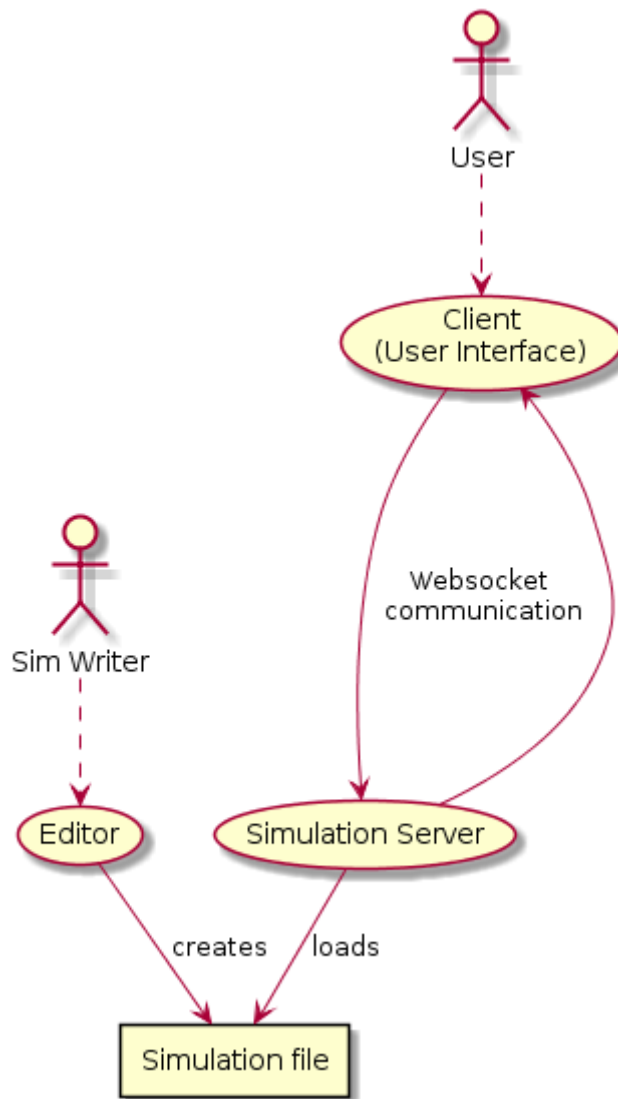 User
Client
(User Interface)
Websocket
communication
Sim Writer
Editor
Simulation Server
creates
loads
Simulation file